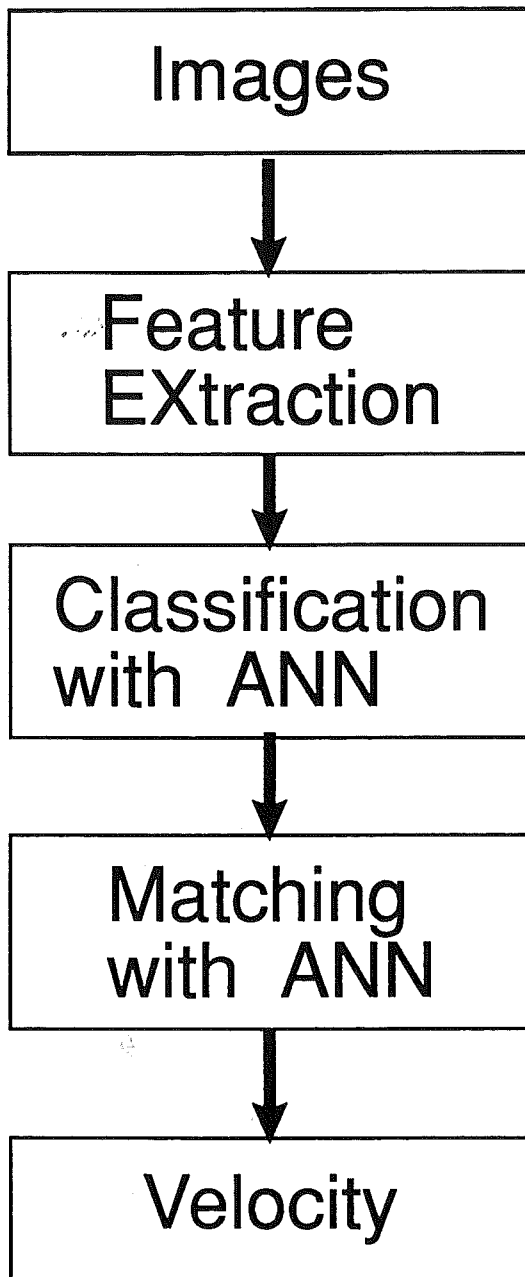 Images
Feature
EXtraction
Classification
with ANN
Matching
with ANN
Velocity